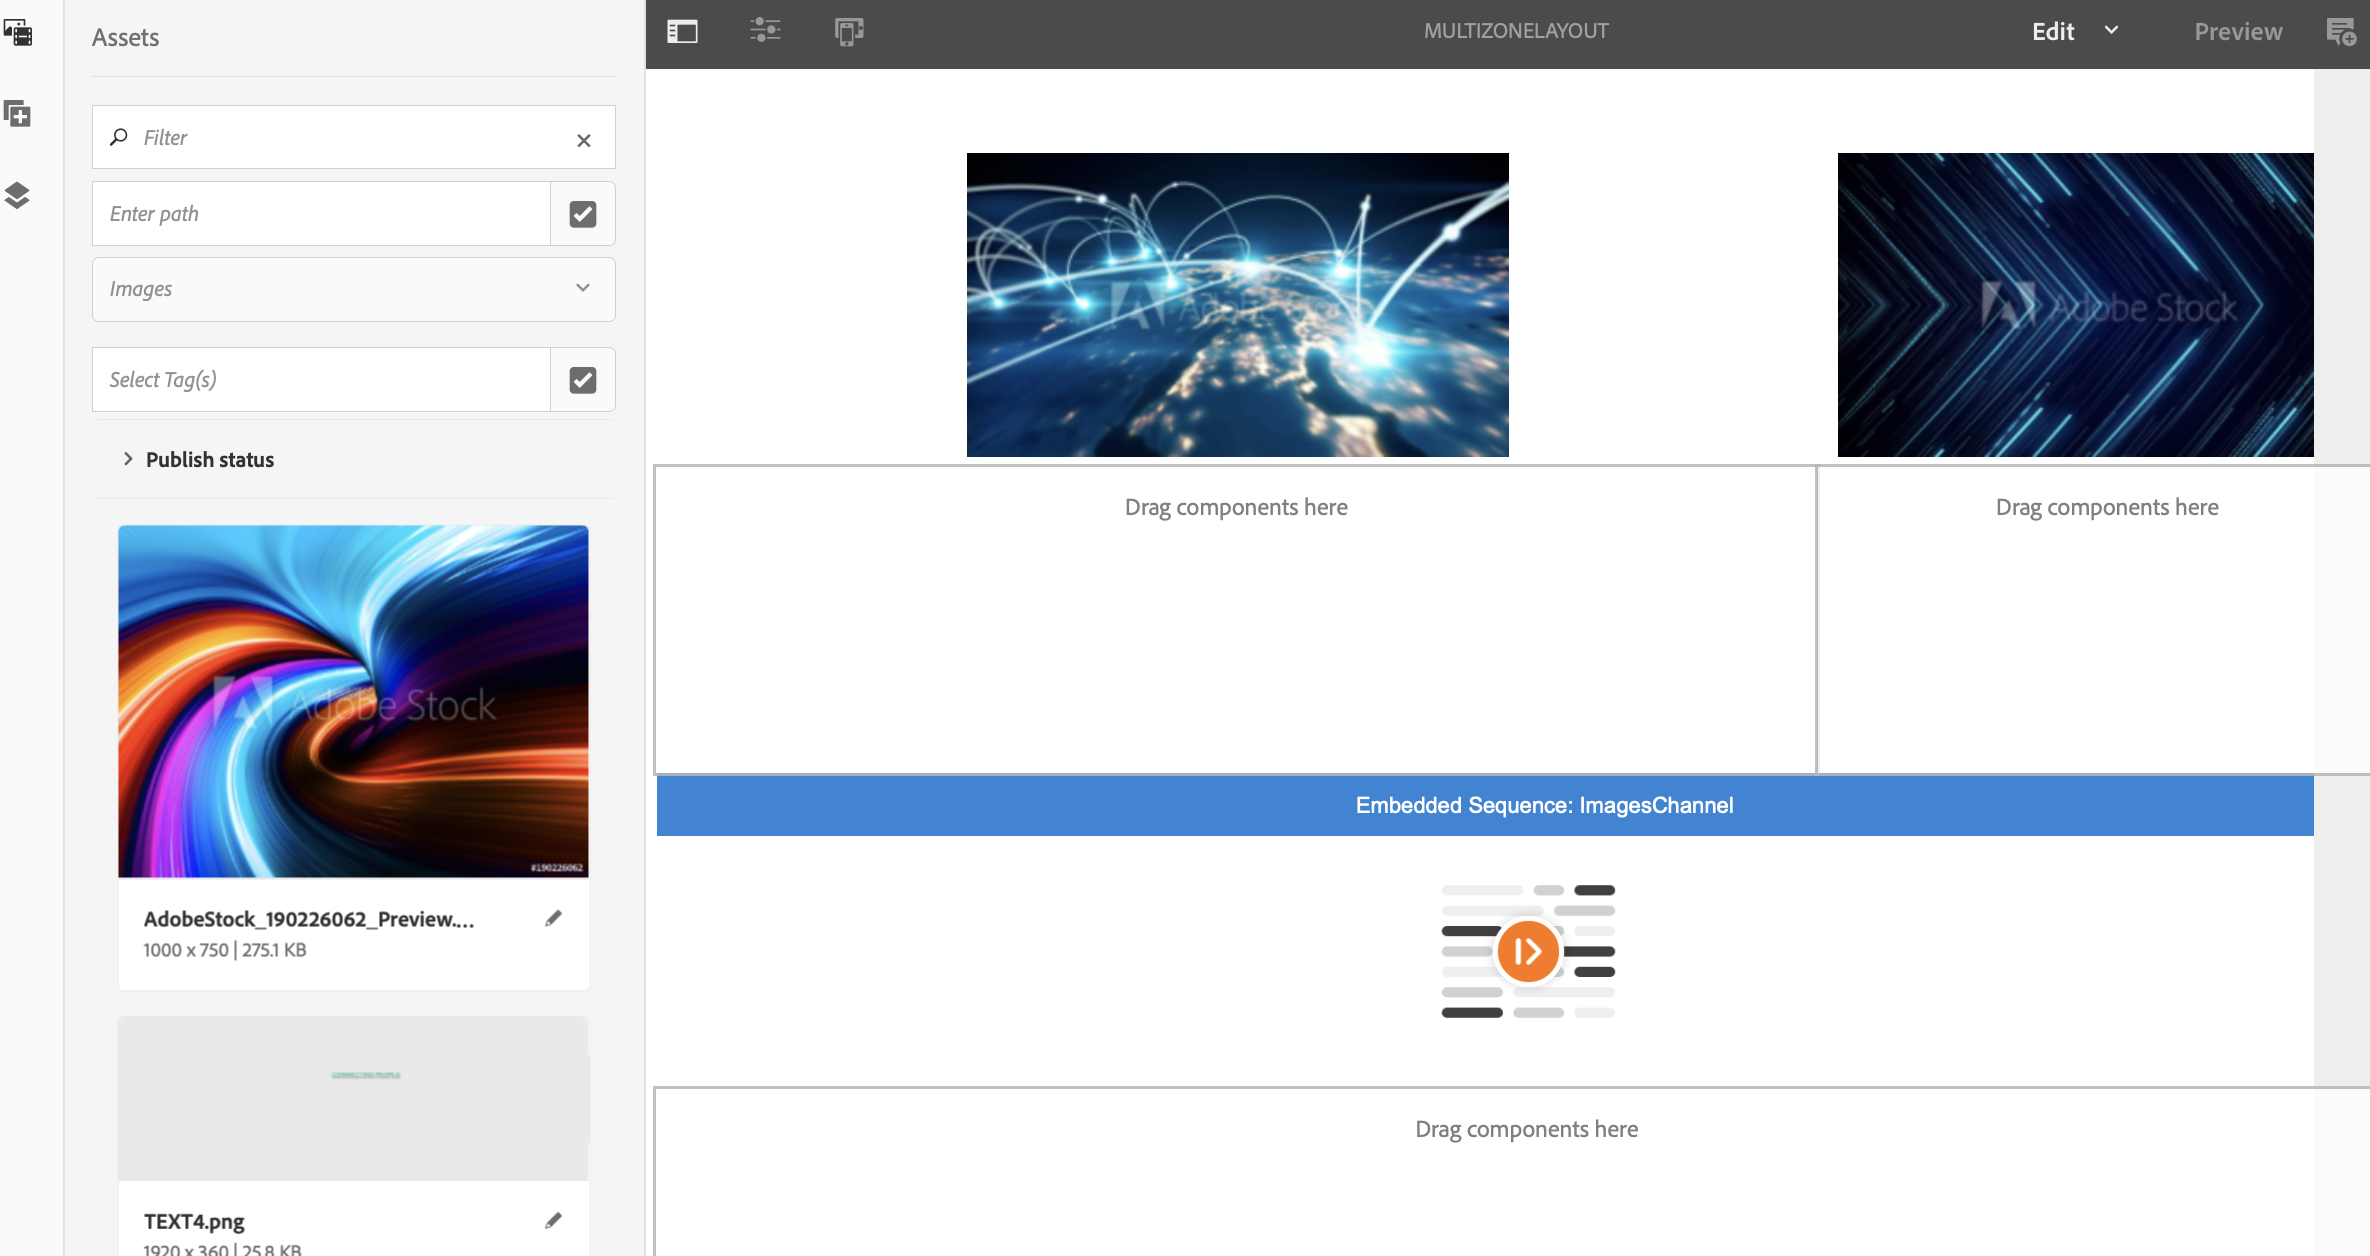 Assets
MULTIZONELAYOUT
Edit
Preview
Filter
Enter path
Images
Select Tag(s)
Publish status
Adobe Stock
#190226062
AdobeStock_190226062_Preview....
1000 x 750 | 275.1 KB
CONNECTING PEOPLE
TEXT4.png
1920 x 360 | 25.8 KB
Adobe Stock
Adobe Stock
Drag components here
Drag components here
Embedded Sequence: ImagesChannel
Drag components here